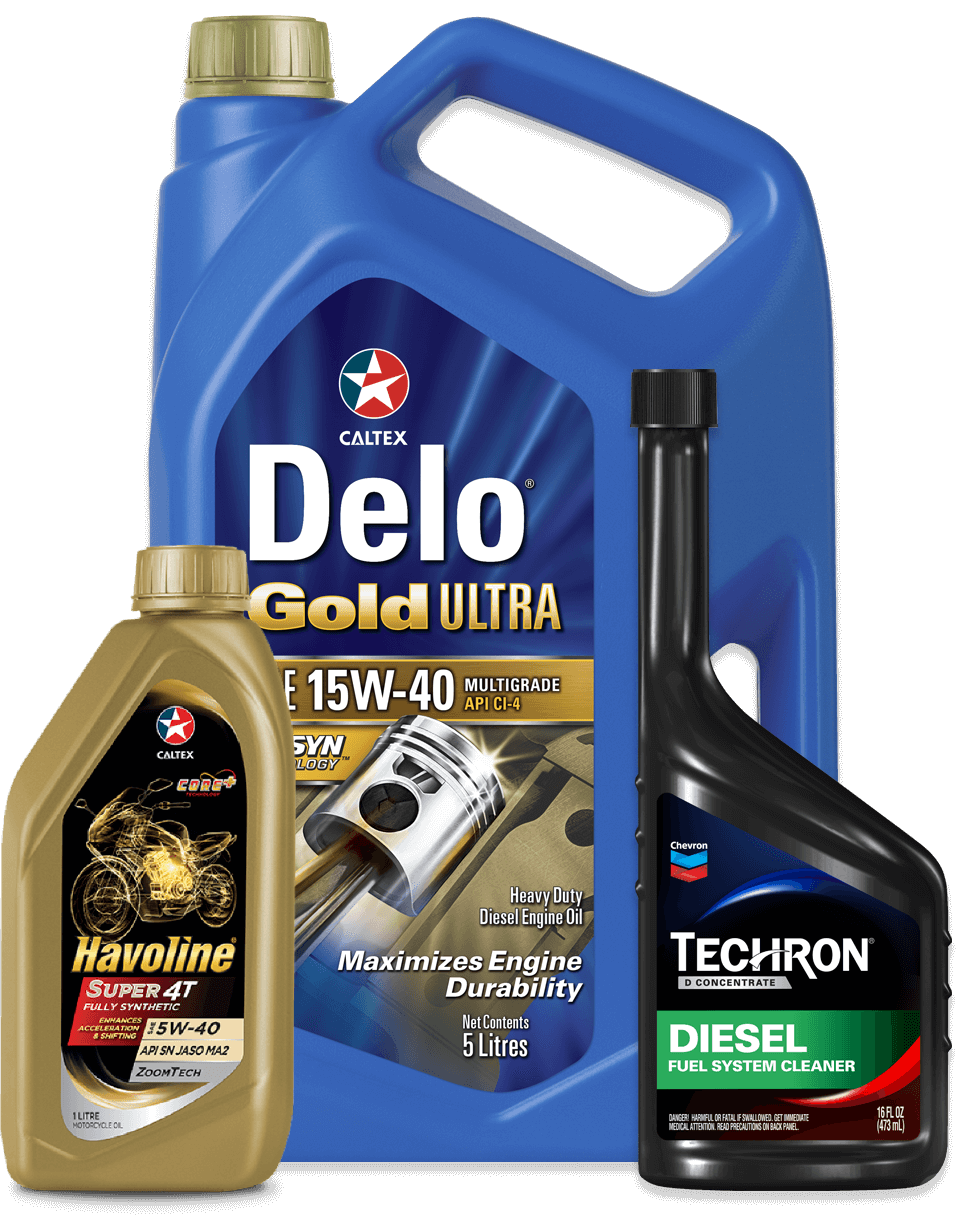 CALTEX
Delo®
Gold ULTRA
E 15W-40 MULTIGRADE
API CI-4
SYN
LOGY™
Heavy Duty
Diesel Engine Oil
Maximizes Engine
Durability
Net Contents
5 Litres
CALTEX
CORE+
TECHNOLOGY
Havoline®
SUPER 4T
FULLY SYNTHETIC
ENHANCES
ACCELERATION
& SHIFTING
SAE 5W-40
API SN JASO MA2
ZOOMTECH
1 LITRE
MOTORCYCLE OIL
Chevron
TECHRON®
D CONCENTRATE
DIESEL
FUEL SYSTEM CLEANER
DANGER! HARMFUL OR FATAL IF SWALLOWED. GET IMMEDIATE
MEDICAL ATTENTION. READ PRECAUTIONS ON BACK PANEL.
16 FL OZ
(473 mL)